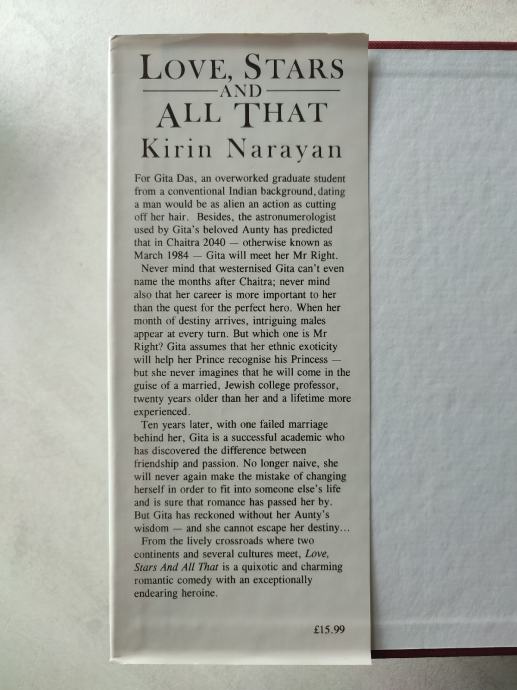 LOVE, STARS
AND
ALL THAT
Kirin Narayan
For Gita Das, an overworked graduate student
from a conventional Indian background, dating
a man would be as alien an action as cutting
off her hair. Besides, the astronumerologist
used by Gita's beloved Aunty has predicted
that in Chaitra 2040 — otherwise known as
March 1984 — Gita will meet her Mr Right.
Never mind that westernised Gita can't even
name the months after Chaitra; never mind
also that her career is more important to her
than the quest for the perfect hero. When her
month of destiny arrives, intriguing males
appear at every turn. But which one is Mr
Right? Gita assumes that her ethnic exoticity
will help her Prince recognise his Princess —
but she never imagines that he will come in the
guise of a married, Jewish college professor,
twenty years older than her and a lifetime more
experienced.
Ten years later, with one failed marriage
behind her, Gita is a successful academic who
has discovered the difference between
friendship and passion. No longer naive, she
will never again make the mistake of changing
herself in order to fit into someone else's life
and is sure that romance has passed her by.
But Gita has reckoned without her Aunty's
wisdom — and she cannot escape her destiny...
From the lively crossroads where two
continents and several cultures meet, Love,
Stars And All That is a quixotic and charming
romantic comedy with an exceptionally
endearing heroine.
£15.99